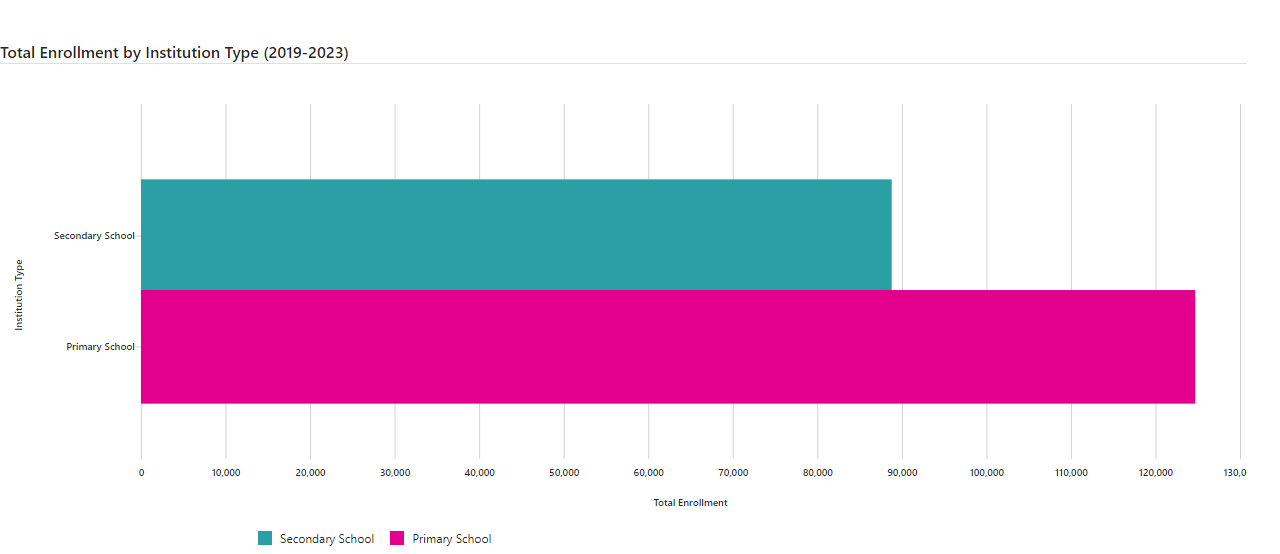 Total Enrollment by Institution Type (2019-2023)
Secondary School
Institution Type
Primary School
0 10,000 20,000 30,000 40,000 50,000 60,000 70,000 80,000 90,000 100,000 110,000 120,000 130,0
Total Enrollment
Secondary School Primary School